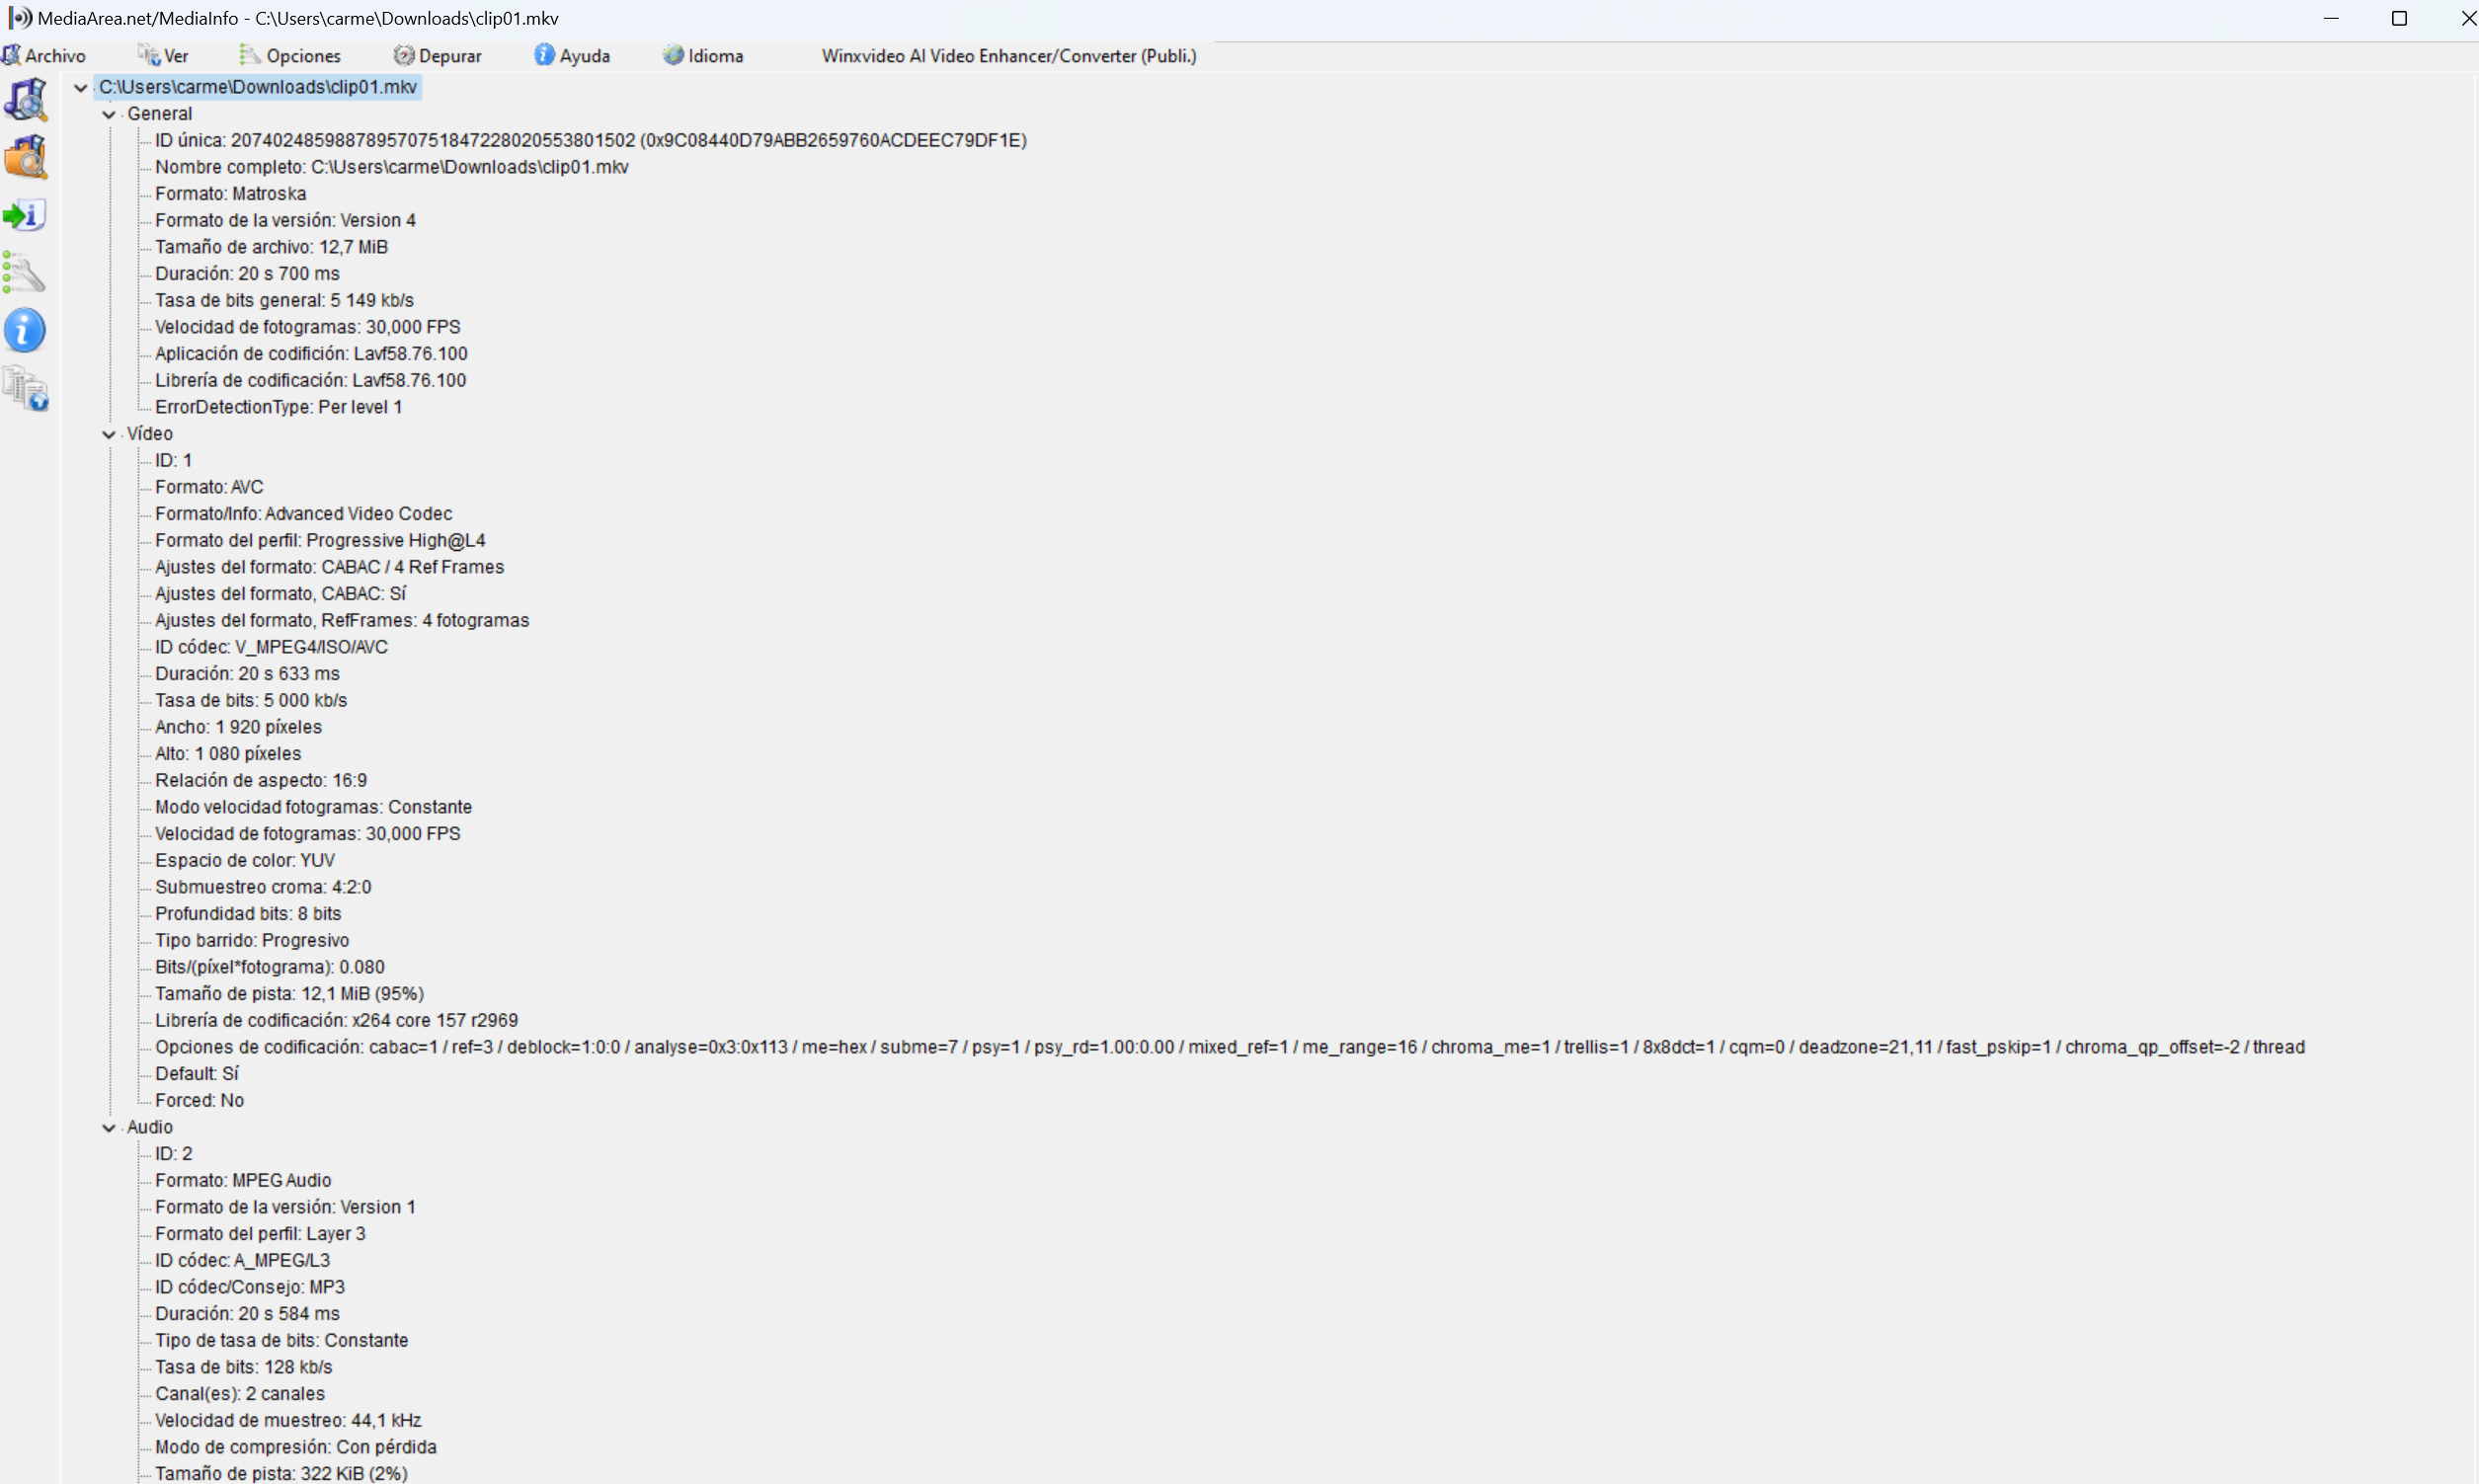 MediaArea.net/MediaInfo - C:\Users\carme\Downloads\clip01.mkv
Archivo Ver Opciones Depurar Ayuda Idioma Winxvideo AI Video Enhancer/Converter (Publi.)
C:\Users\carme\Downloads\clip01.mkv
General
ID única: 207402485988789570751847228020553801502 (0x9C08440D79ABB2659760ACDEEC79DF1E)
Nombre completo: C:\Users\carme\Downloads\clip01.mkv
Formato: Matroska
Formato de la versión: Version 4
Tamaño de archivo: 12,7 MiB
Duración: 20 s 700 ms
Tasa de bits general: 5 149 kb/s
Velocidad de fotogramas: 30,000 FPS
Aplicación de codifición: Lavf58.76.100
Librería de codificación: Lavf58.76.100
ErrorDetectionType: Per level 1
Vídeo
ID: 1
Formato: AVC
Formato/Info: Advanced Video Codec
Formato del perfil: Progressive High@L4
Ajustes del formato: CABAC / 4 Ref Frames
Ajustes del formato, CABAC: Sí
Ajustes del formato, RefFrames: 4 fotogramas
ID códec: V_MPEG4/ISO/AVC
Duración: 20 s 633 ms
Tasa de bits: 5 000 kb/s
Ancho: 1 920 píxeles
Alto: 1 080 píxeles
Relación de aspecto: 16:9
Modo velocidad fotogramas: Constante
Velocidad de fotogramas: 30,000 FPS
Espacio de color: YUV
Submuestreo croma: 4:2:0
Profundidad bits: 8 bits
Tipo barrido: Progresivo
Bits/(píxel*fotograma): 0.080
Tamaño de pista: 12,1 MiB (95%)
Librería de codificación: x264 core 157 r2969
Opciones de codificación: cabac=1 / ref=3 / deblock=1:0:0 / analyse=0x3:0x113 / me=hex / subme=7 / psy=1 / psy_rd=1.00:0.00 / mixed_ref=1 / me_range=16 / chroma_me=1 / trellis=1 / 8x8dct=1 / cqm=0 / deadzone=21,11 / fast_pskip=1 / chroma_qp_offset=-2 / thread
Default: Sí
Forced: No
Audio
ID: 2
Formato: MPEG Audio
Formato de la versión: Version 1
Formato del perfil: Layer 3
ID códec: A_MPEG/L3
ID códec/Consejo: MP3
Duración: 20 s 584 ms
Tipo de tasa de bits: Constante
Tasa de bits: 128 kb/s
Canal(es): 2 canales
Velocidad de muestreo: 44,1 kHz
Modo de compresión: Con pérdida
Tamaño de pista: 322 KiB (2%)